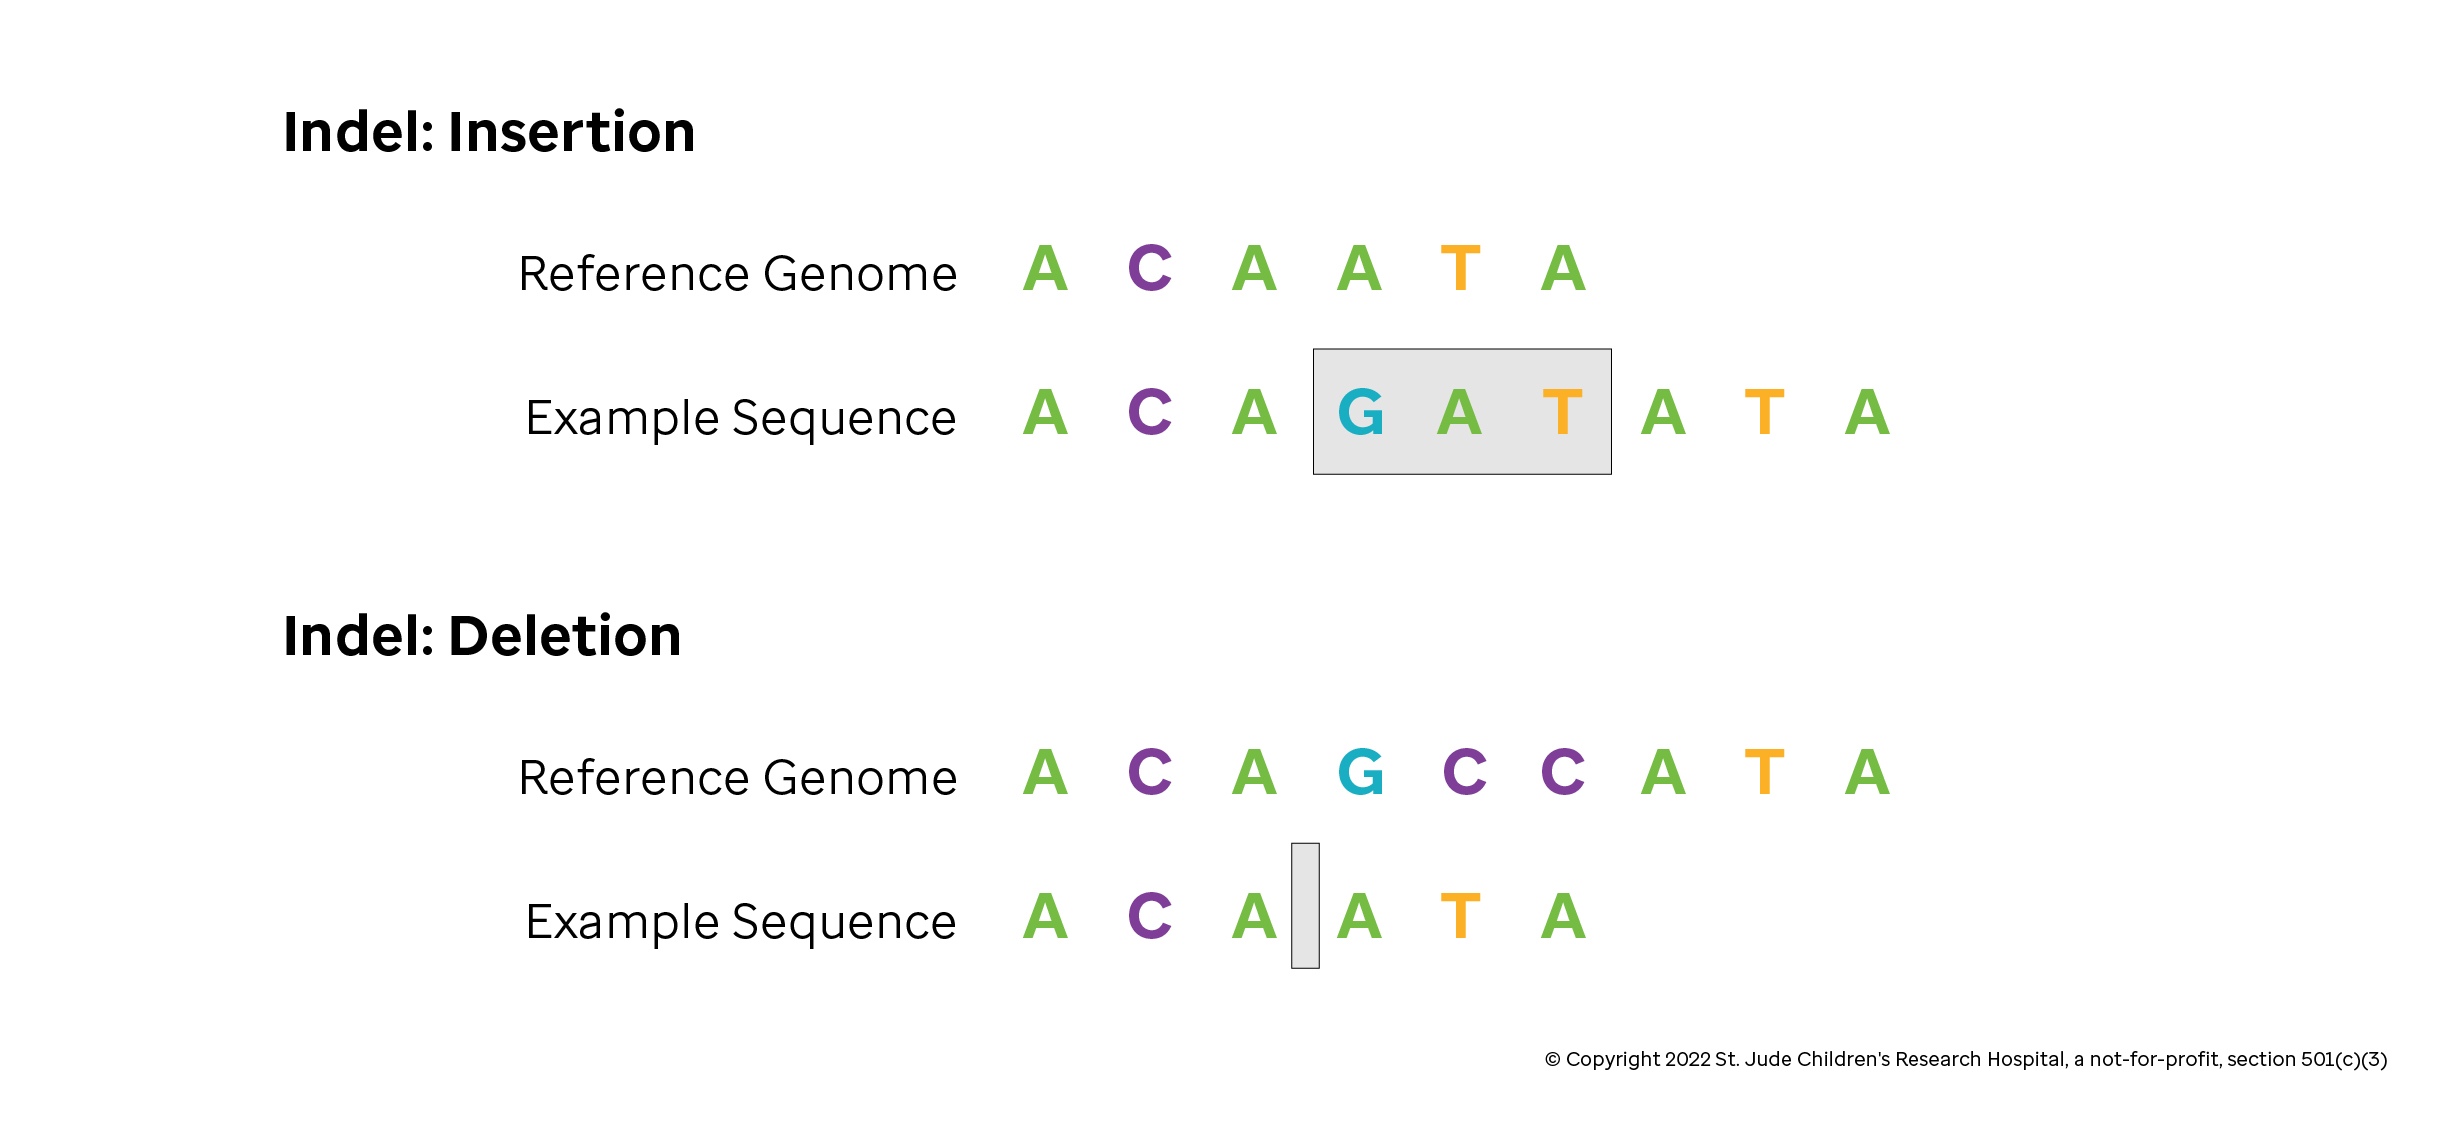 Indel: Insertion
Reference Genome A C A A T A
Example Sequence A C A G A T A T A
Indel: Deletion
Reference Genome A C A G C C A T A
Example Sequence A C A A T A
© Copyright 2022 St. Jude Children's Research Hospital, a not-for-profit, section 501(c)(3)